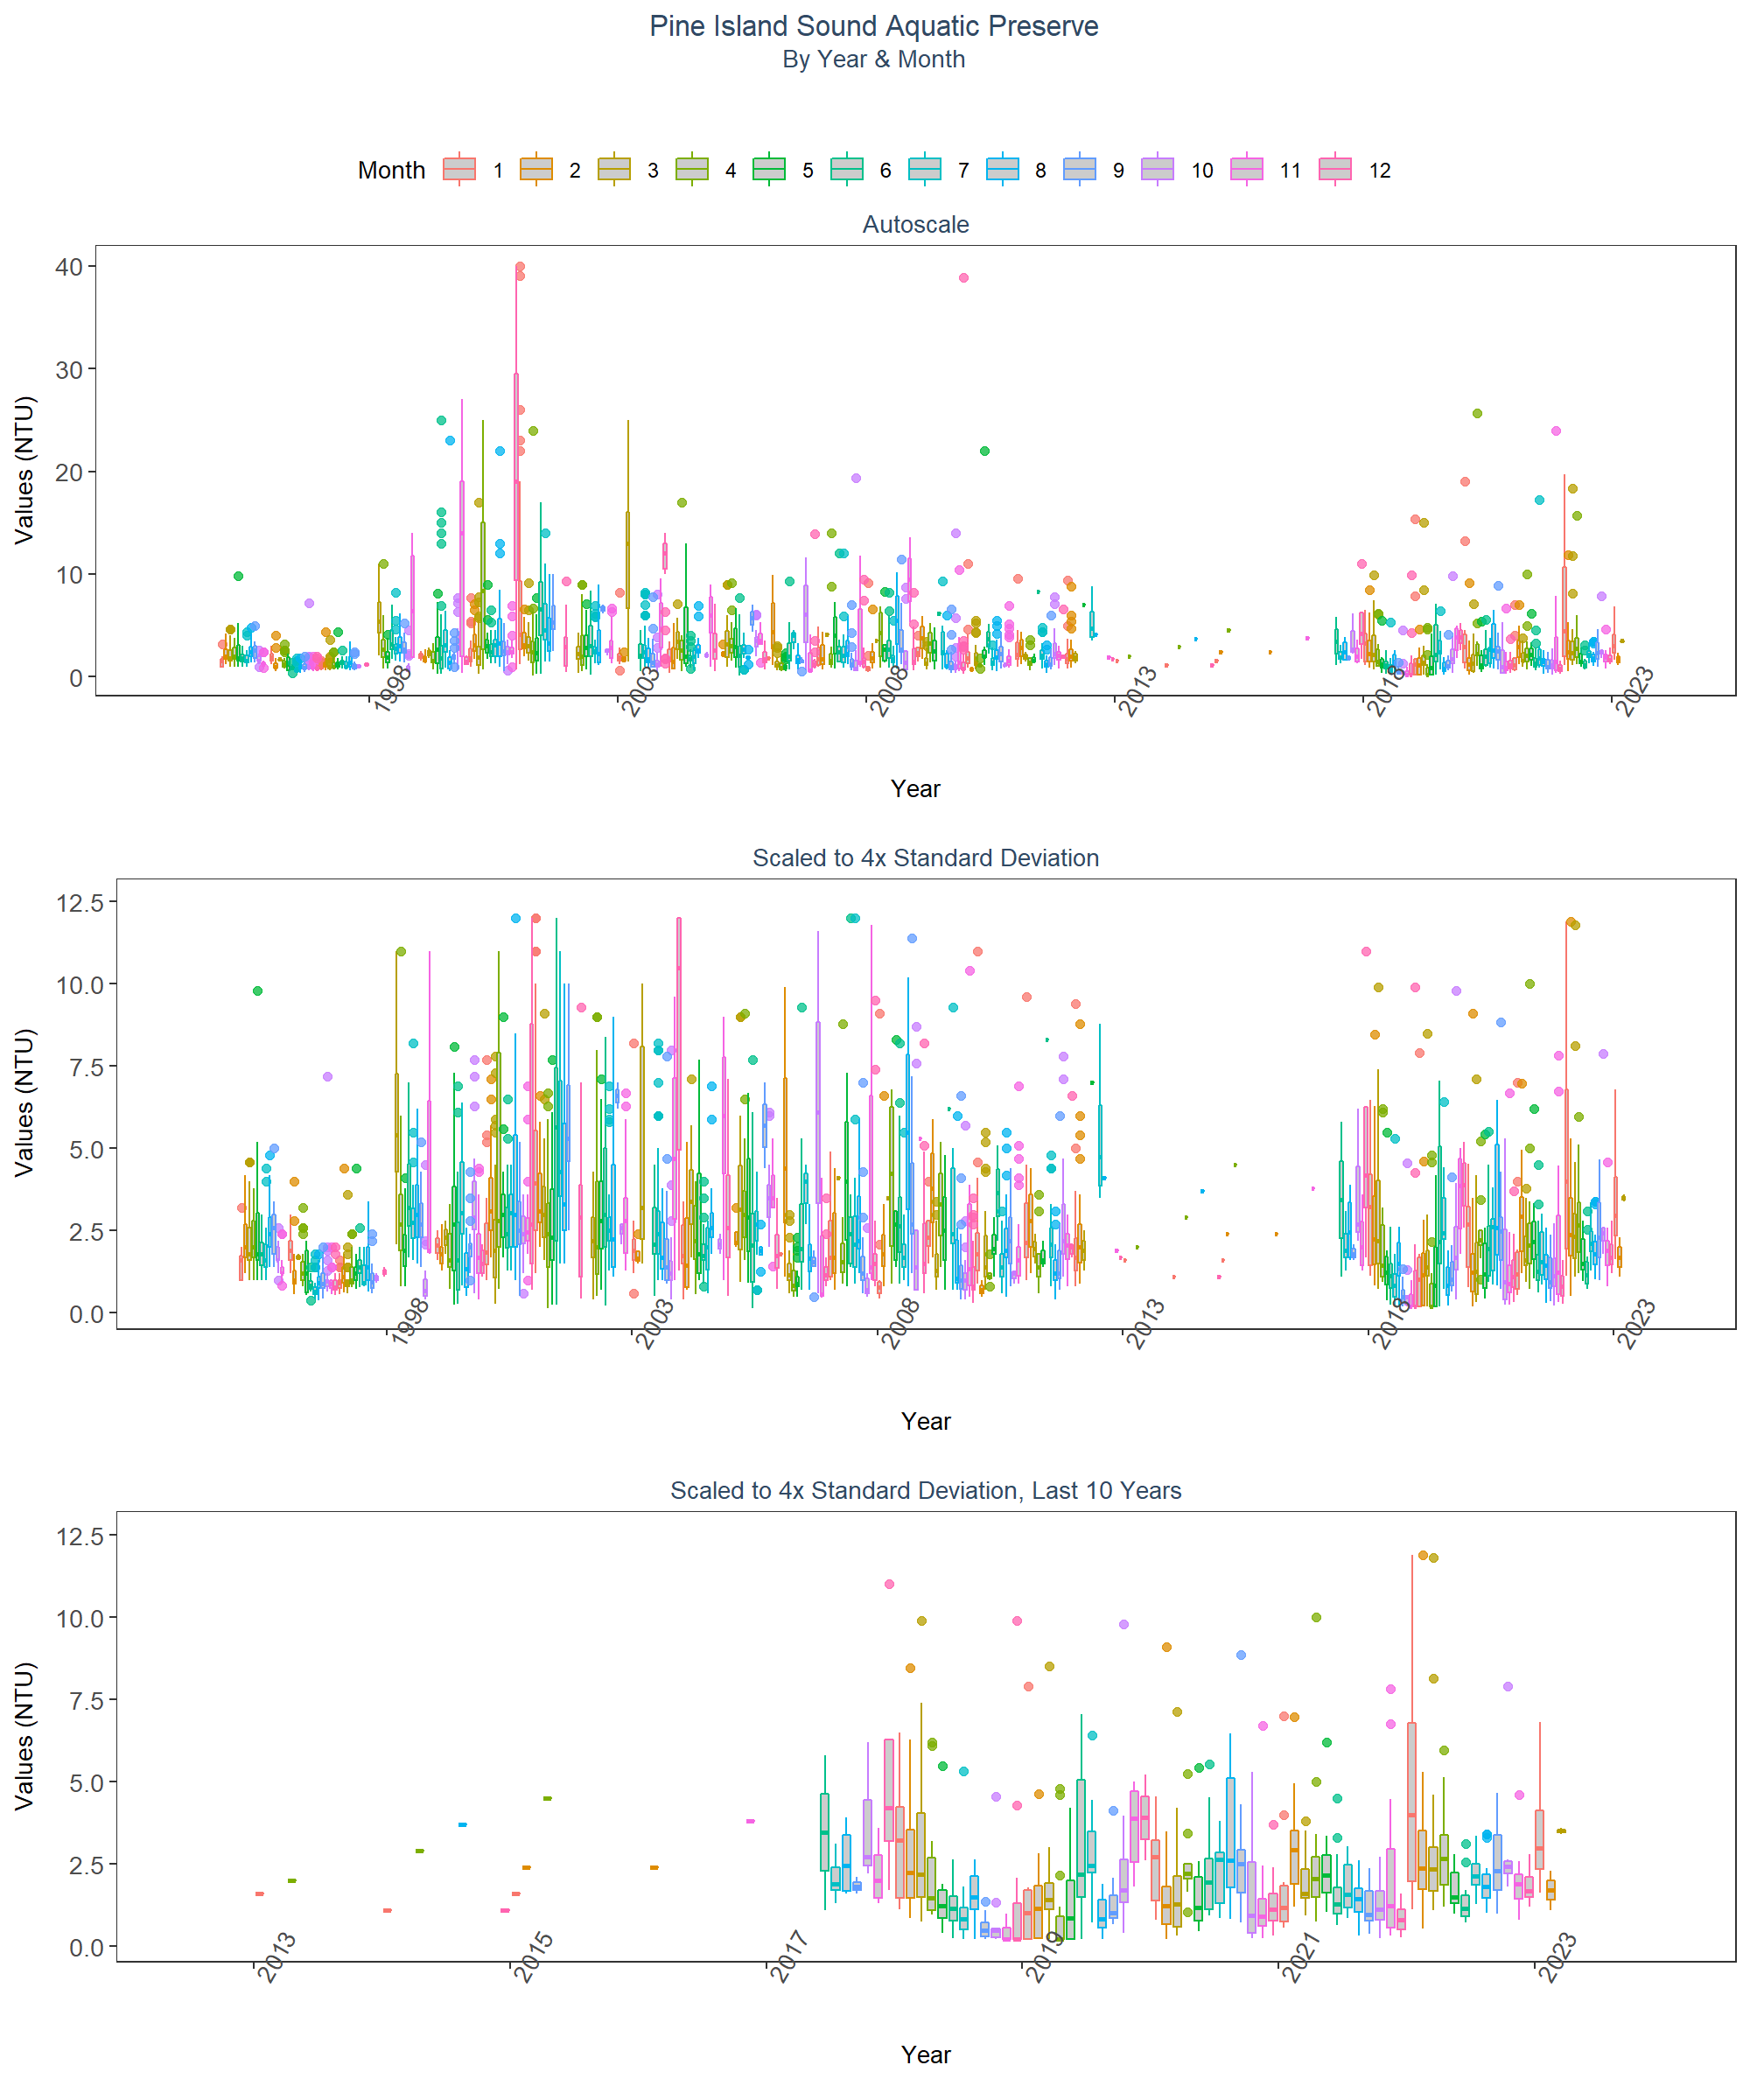 Pine Island Sound Aquatic Preserve
By Year & Month
Month 1 2 3 4 5 6 7 8 9 10 11 12
Autoscale
Values (NTU)
40
30
20
10
0
1998 2003 2008 2013 2018 2023
Year
Scaled to 4x Standard Deviation
Values (NTU)
12.5
10.0
7.5
5.0
2.5
0.0
1998 2003 2008 2013 2018 2023
Year
Scaled to 4x Standard Deviation, Last 10 Years
Values (NTU)
12.5
10.0
7.5
5.0
2.5
0.0
2013 2015 2017 2019 2021 2023
Year